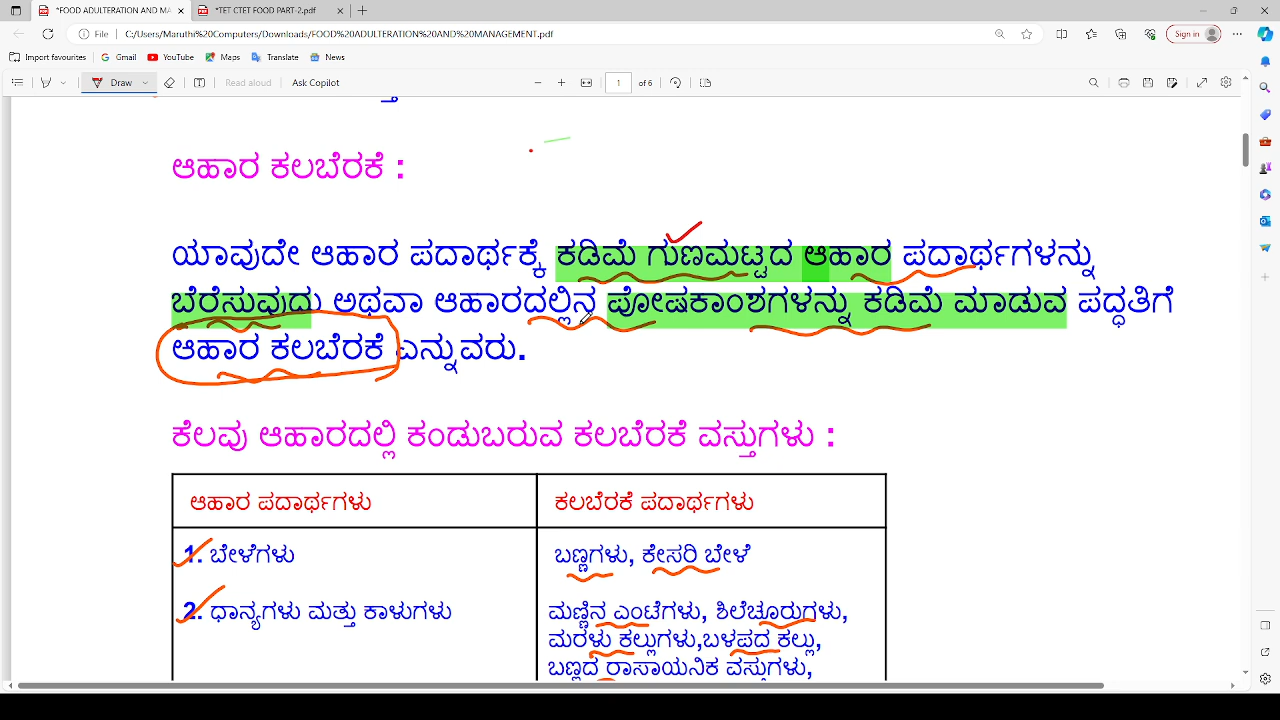 *FOOD ADULTERATION AND MA
*TET CTET FOOD PART-2.pdf
File
C:/Users/Maruthi%20Computers/Downloads/FOOD%20ADULTERATION%20AND%20MANAGEMENT.pdf
Sign in
Import favourites
Gmail
YouTube
Maps
Translate
News
Draw
Read aloud
Ask Copilot
1 of 6
ಆಹಾರ ಕಲಬೆರಕೆ :
ಯಾವುದೇ ಆಹಾರ ಪದಾರ್ಥಕ್ಕೆ ಕಡಿಮೆ ಗುಣಮಟ್ಟದ ಆಹಾರ ಪದಾರ್ಥಗಳನ್ನು
ಬೆರೆಸುವುದು ಅಥವಾ ಆಹಾರದಲ್ಲಿನ ಪೋಷಕಾಂಶಗಳನ್ನು ಕಡಿಮೆ ಮಾಡುವ ಪದ್ಧತಿಗೆ
ಆಹಾರ ಕಲಬೆರಕೆ ಎನ್ನುವರು.
ಕೆಲವು ಆಹಾರದಲ್ಲಿ ಕಂಡುಬರುವ ಕಲಬೆರಕೆ ವಸ್ತುಗಳು :
ಆಹಾರ ಪದಾರ್ಥಗಳು
ಕಲಬೆರಕೆ ಪದಾರ್ಥಗಳು
1. ಬೇಳೆಗಳು
ಬಣ್ಣಗಳು, ಕೇಸರಿ ಬೇಳೆ
2. ಧಾನ್ಯಗಳು ಮತ್ತು ಕಾಳುಗಳು
ಮಣ್ಣಿನ ಎಂಟೆಗಳು, ಶಿಲೆಚೂರುಗಳು,
ಮರಳು ಕಲ್ಲುಗಳು,ಬಳಪದ ಕಲ್ಲು,
ಬಣ್ಣದ ರಾಸಾಯನಿಕ ವಸ್ತುಗಳು,